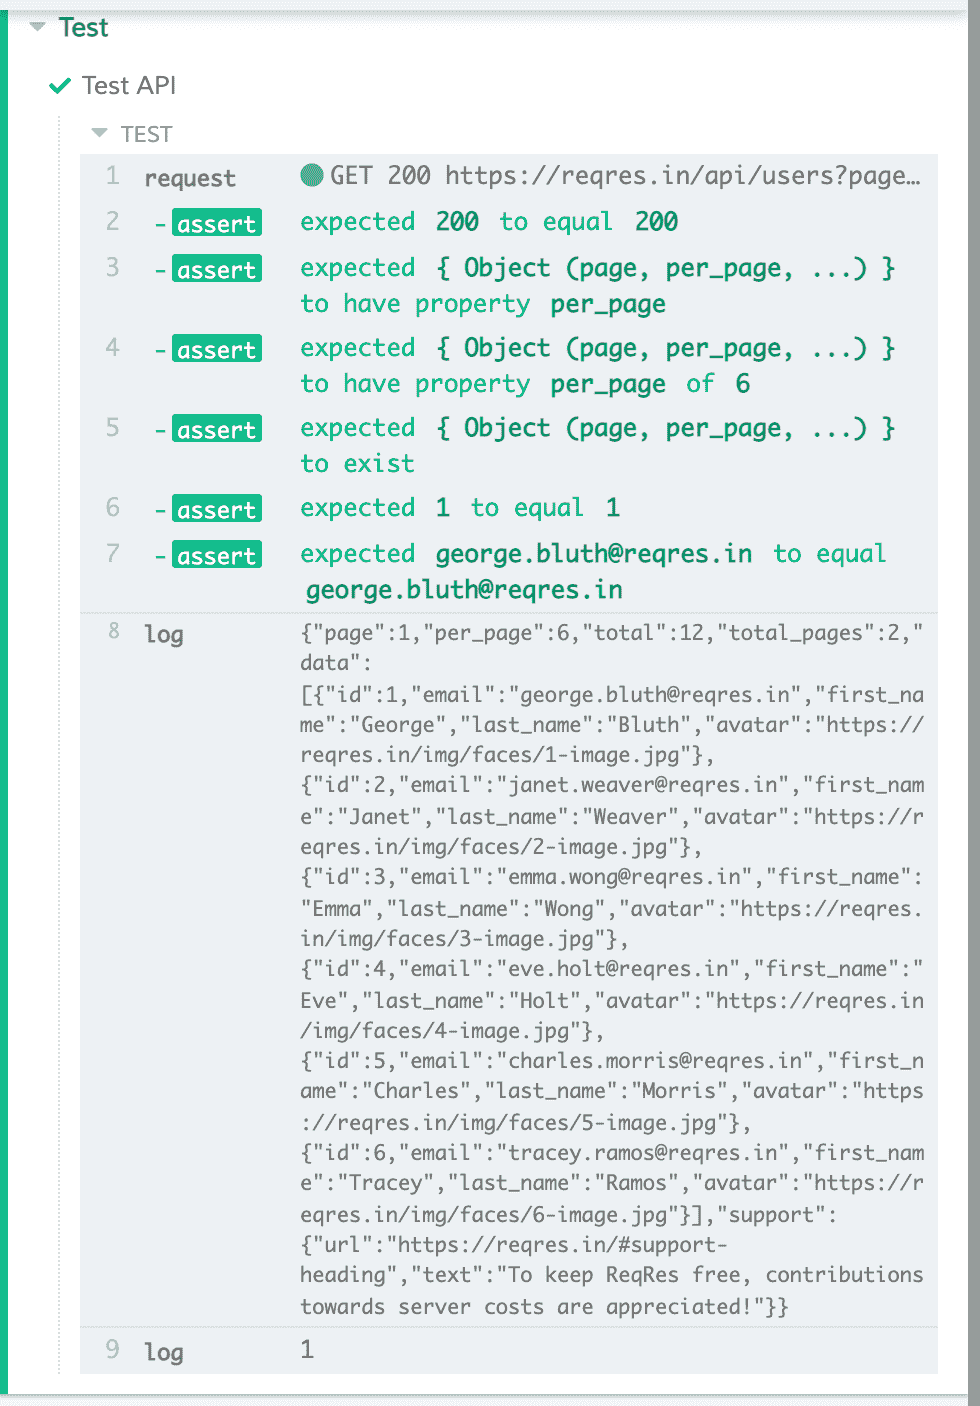 Test
Test API
TEST
1 request GET 200 https://reqres.in/api/users?page…
2 -assert expected 200 to equal 200
3 -assert expected { Object (page, per_page, ...) }
to have property per_page
4 -assert expected { Object (page, per_page, ...) }
to have property per_page of 6
5 -assert expected { Object (page, per_page, ...) }
to exist
6 -assert expected 1 to equal 1
7 -assert expected george.bluth@reqres.in to equal
george.bluth@reqres.in
8 log {"page":1,"per_page":6,"total":12,"total_pages":2,"
data":
[{"id":1,"email":"george.bluth@reqres.in","first_na
me":"George","last_name":"Bluth","avatar":"https://
reqres.in/img/faces/1-image.jpg"},
{"id":2,"email":"janet.weaver@reqres.in","first_nam
e":"Janet","last_name":"Weaver","avatar":"https://r
eqres.in/img/faces/2-image.jpg"},
{"id":3,"email":"emma.wong@reqres.in","first_name":
"Emma","last_name":"Wong","avatar":"https://reqres.
in/img/faces/3-image.jpg"},
{"id":4,"email":"eve.holt@reqres.in","first_name":"
Eve","last_name":"Holt","avatar":"https://reqres.in
/img/faces/4-image.jpg"},
{"id":5,"email":"charles.morris@reqres.in","first_n
ame":"Charles","last_name":"Morris","avatar":"https
://reqres.in/img/faces/5-image.jpg"},
{"id":6,"email":"tracey.ramos@reqres.in","first_nam
e":"Tracey","last_name":"Ramos","avatar":"https://r
eqres.in/img/faces/6-image.jpg"}],"support":
{"url":"https://reqres.in/#support-
heading","text":"To keep ReqRes free, contributions
towards server costs are appreciated!"}}
9 log 1